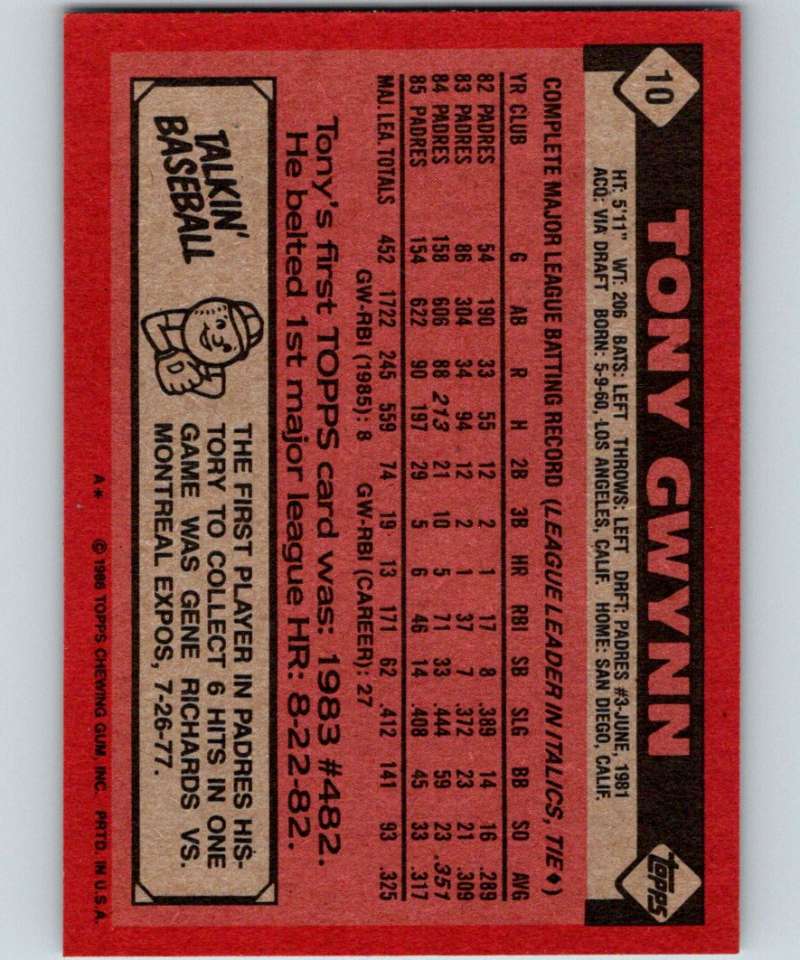 10
TONY GWYNN
topps
HT: 5'11" WT: 206 BATS: LEFT THROWS: LEFT DRFT: PADRES #3-JUNE, 1981
ACQ: VIA DRAFT BORN: 5-9-60, LOS ANGELES, CALIF. HOME: SAN DIEGO, CALIF.
COMPLETE MAJOR LEAGUE BATTING RECORD (LEAGUE LEADER IN ITALICS, TIE♦)
YR CLUB G AB R H 2B 3B HR RBI SB SLG BB SO AVG
82 PADRES 54 190 33 55 12 2 1 17 8 .389 14 16 .289
83 PADRES 86 304 34 94 12 2 1 37 7 .372 23 21 .309
84 PADRES 158 606 88 213 21 10 5 71 33 .444 59 23 .351
85 PADRES 154 622 90 197 29 5 6 46 14 .408 45 33 .317
MAJ. LEA. TOTALS 452 1722 245 559 74 19 13 171 62 .412 141 93 .325
GW-RBI (1985): 8 GW-RBI (CAREER): 27
Tony's first TOPPS card was: 1983 #482.
He belted 1st major league HR: 8-22-82.
TALKIN'
BASEBALL
THE FIRST PLAYER IN PADRES HIS-
TORY TO COLLECT 6 HITS IN ONE
GAME WAS GENE RICHARDS VS.
MONTREAL EXPOS, 7-26-77.
A* © 1986 TOPPS CHEWING GUM, INC. PRTD. IN U.S.A.